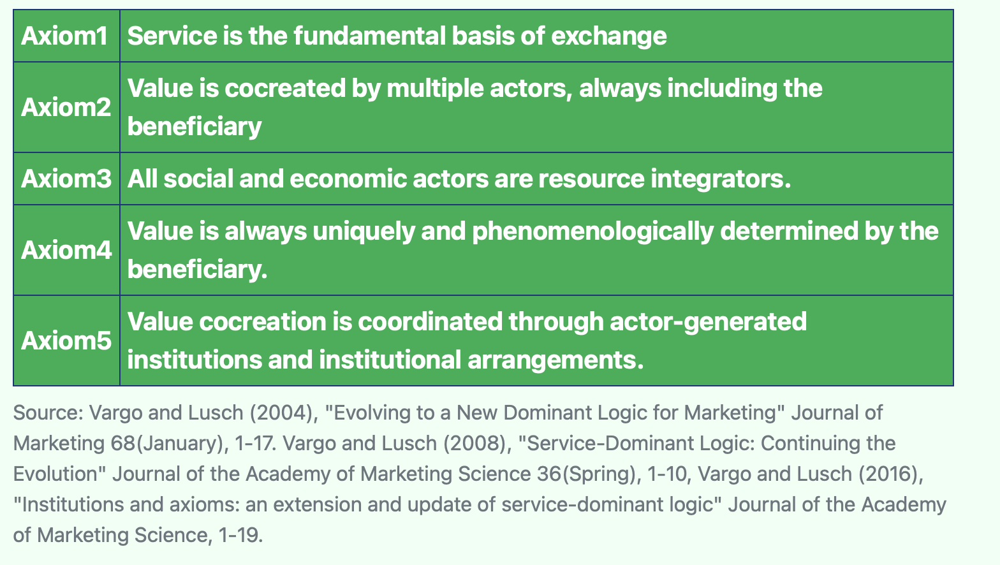 Axiom1 Service is the fundamental basis of exchange
Axiom2 Value is cocreated by multiple actors, always including the
beneficiary
Axiom3 All social and economic actors are resource integrators.
Axiom4 Value is always uniquely and phenomenologically determined by the
beneficiary.
Axiom5 Value cocreation is coordinated through actor-generated
institutions and institutional arrangements.
Source: Vargo and Lusch (2004), "Evolving to a New Dominant Logic for Marketing" Journal of
Marketing 68(January), 1-17. Vargo and Lusch (2008), "Service-Dominant Logic: Continuing the
Evolution" Journal of the Academy of Marketing Science 36(Spring), 1-10, Vargo and Lusch (2016),
"Institutions and axioms: an extension and update of service-dominant logic" Journal of the Academy
of Marketing Science, 1-19.